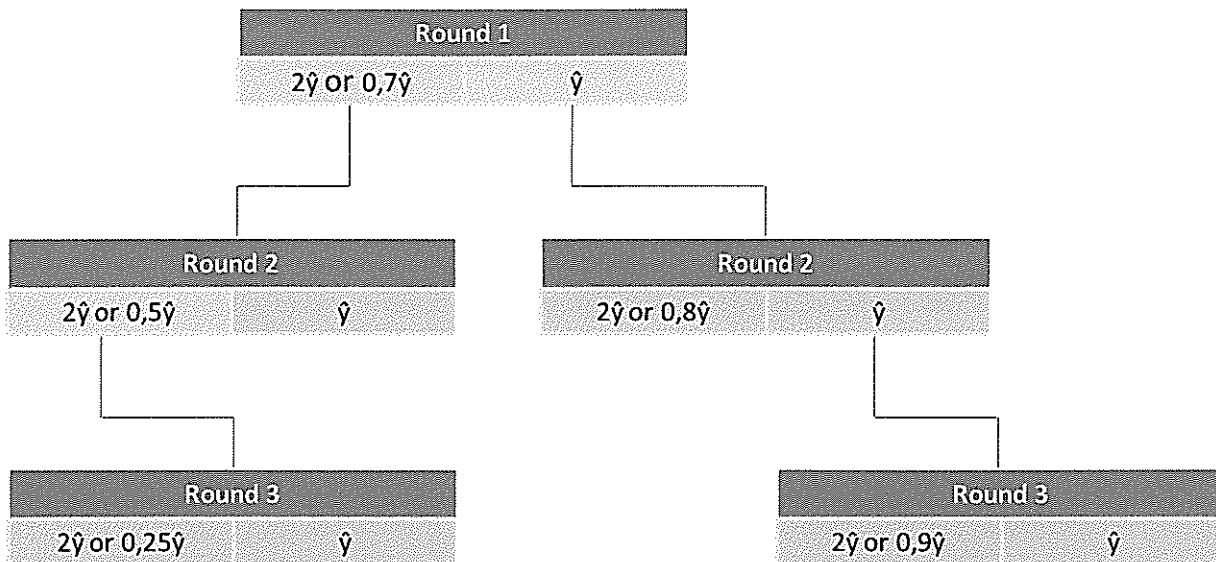 Round 1
2ŷ or 0,7ŷ ŷ
Round 2 Round 2
2ŷ or 0,5ŷ ŷ 2ŷ or 0,8ŷ ŷ
Round 3 Round 3
2ŷ or 0,25ŷ ŷ 2ŷ or 0,9ŷ ŷ